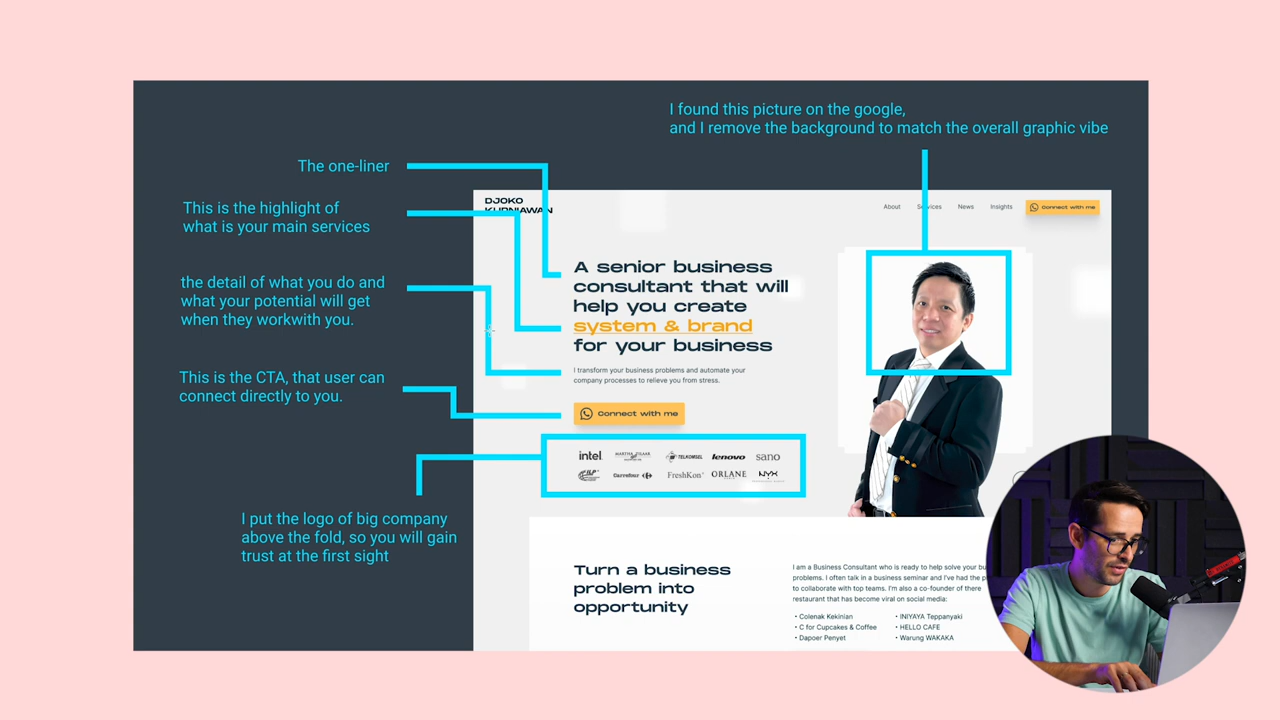 I found this picture on the google,
and I remove the background to match the overall graphic vibe
The one-liner
This is the highlight of
what is your main services
the detail of what you do and
what your potential will get
when they workwith you.
This is the CTA, that user can
connect directly to you.
I put the logo of big company
above the fold, so you will gain
trust at the first sight
DJOKO
KURNIAWAN
About
Services
News
Insights
Connect with me
A senior business
consultant that will
help you create
system & brand
for your business
I transform your business problems and automate your
company processes to relieve you from stress.
Connect with me
intel
TELKOMSEL
lenovo
sano
Carrefour
FreshKon
ORLANE
NYX
Turn a business
problem into
opportunity
I am a Business Consultant who is ready to help solve your
problems. I often talk in a business seminar and I've had the
to collaborate with top teams. I'm also a co-founder of there
restaurant that has become viral on social media:
• Colenak Kekinian
• INIYAYA Teppanyaki
• C for Cupcakes & Coffee
• HELLO CAFE
• Dapoer Penyet
• Warung WAKAKA